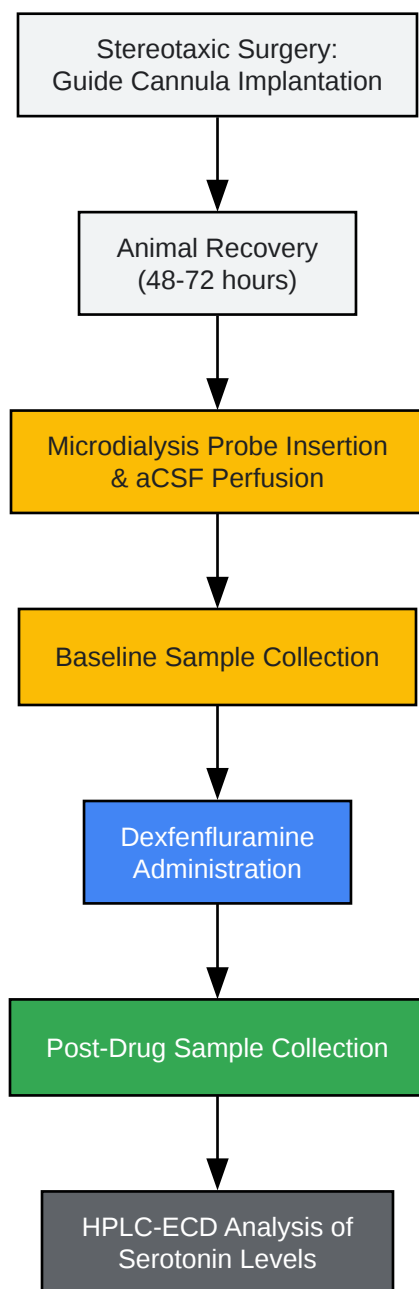 Stereotaxic Surgery:
Guide Cannula Implantation
Animal Recovery
(48-72 hours)
Microdialysis Probe Insertion
& aCSF Perfusion
Baseline Sample Collection
Dexfenfluramine
Administration
Post-Drug Sample Collection
HPLC-ECD Analysis of
Serotonin Levels